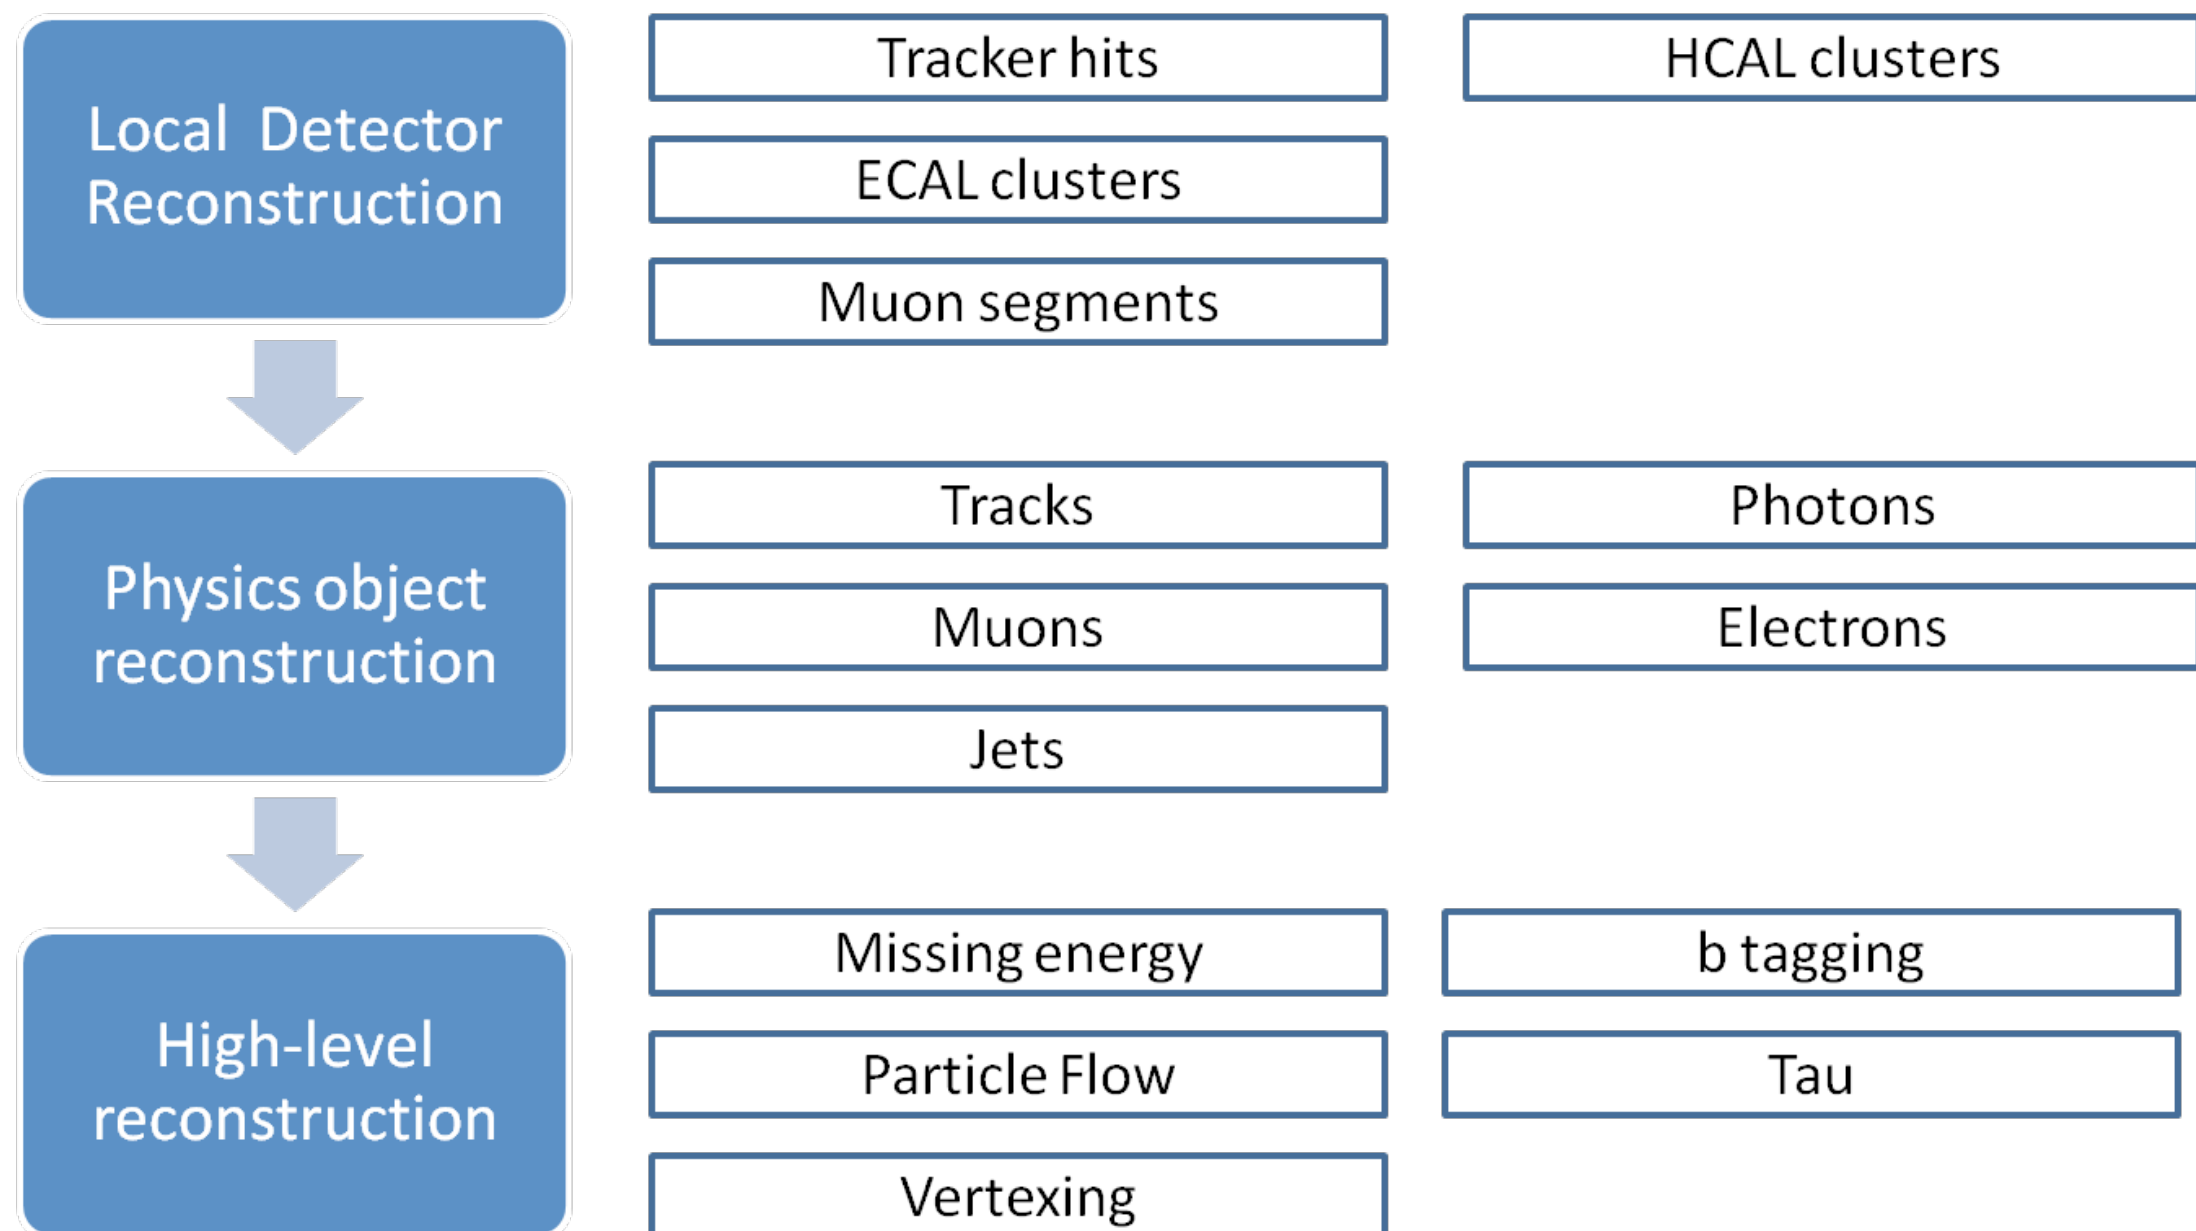 Local Detector
Reconstruction
Tracker hits
HCAL clusters
ECAL clusters
Muon segments
Physics object
reconstruction
Tracks
Photons
Muons
Electrons
Jets
High-level
reconstruction
Missing energy
b tagging
Particle Flow
Tau
Vertexing